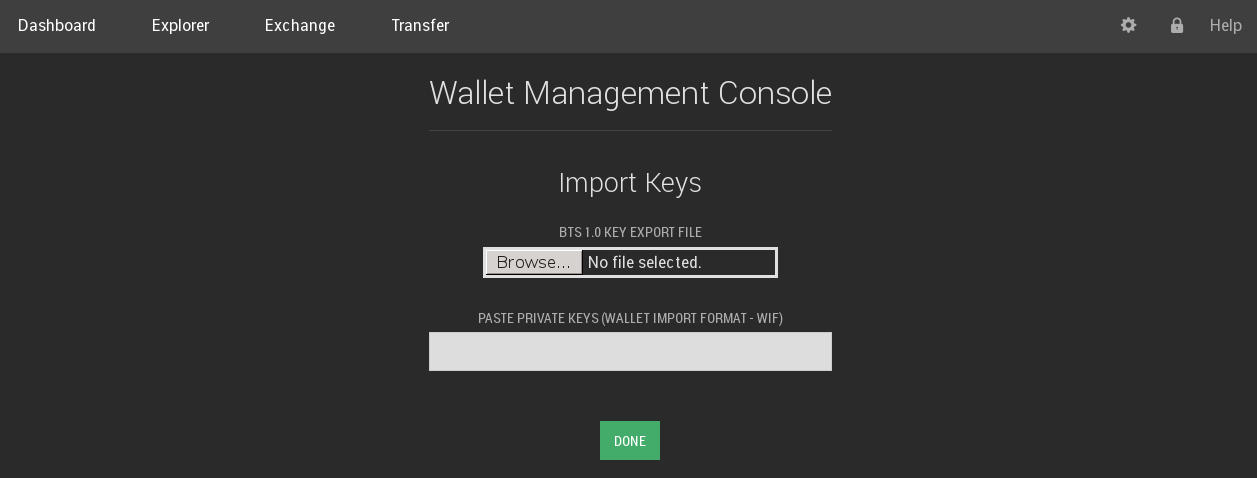 Dashboard Explorer Exchange Transfer Help
Wallet Management Console
Import Keys
BTS 1.0 KEY EXPORT FILE
Browse... No file selected.
PASTE PRIVATE KEYS (WALLET IMPORT FORMAT - WIF)
DONE